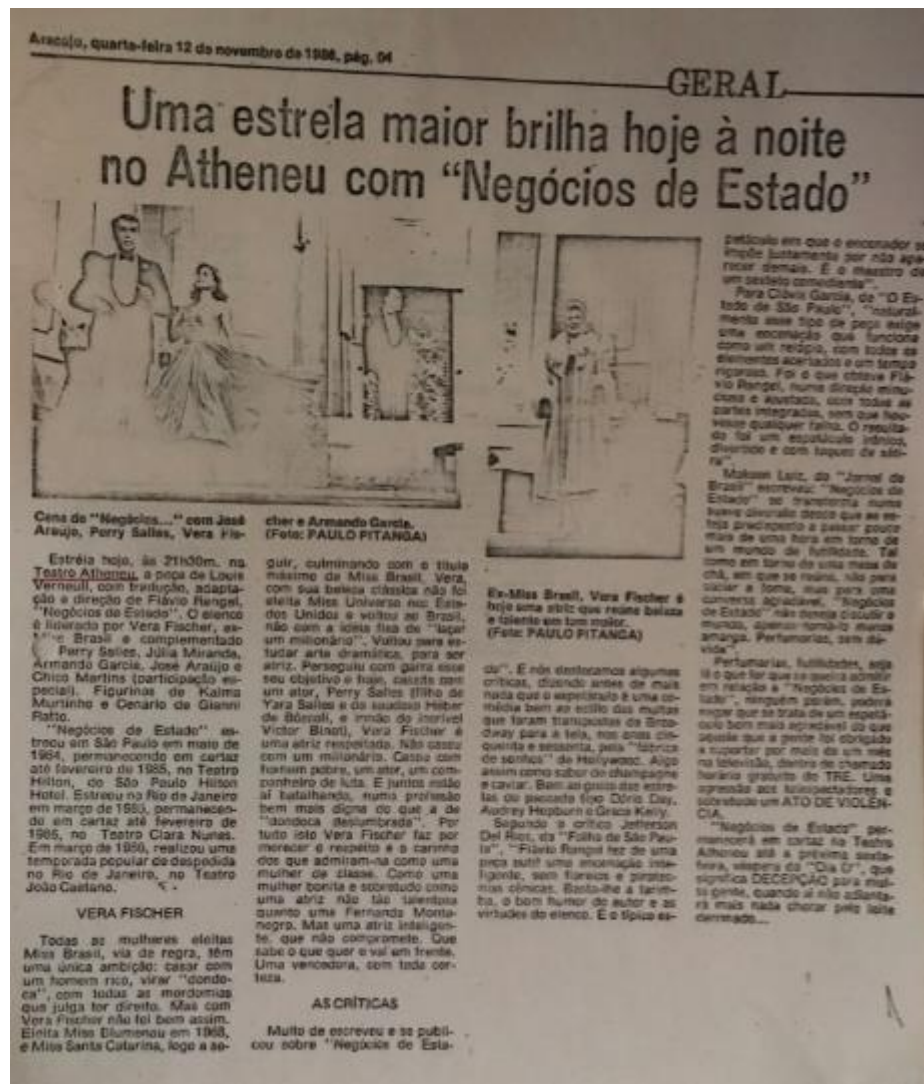 Aracaju, quarta-feira 12 de novembro de 1986, pág. 04
GERAL
Uma estrela maior brilha hoje à noite
no Atheneu com "Negócios de Estado"
Cena de "Negócios..." com José
Araujo, Perry Salles, Vera Fis-
cher e Armando Garcia.
(Foto: PAULO PITANGA)
Estréia hoje, às 21h30m, no
Teatro Atheneu, a peça de Louis
Verneuil, com tradução, adapta-
ção e direção de Flávio Rangel,
"Negócios de Estado". O elenco
é liderado por Vera Fischer, ex-
Miss Brasil e complementado
Perry Salles, Júlia Miranda,
Armando Garcia, José Araújo e
Chico Martins (participação es-
pecial). Figurinos de Kalma
Murtinho e Cenário de Gianni
Ratto.
"Negócios de Estado" es-
treou em São Paulo em maio de
1984, permanecendo em cartaz
até fevereiro de 1985, no Teatro
Hilton, do São Paulo Hilton
Hotel. Estreou no Rio de Janeiro
em março de 1985, permanecen-
do em cartaz até fevereiro de
1986, no Teatro Clara Nunes.
Em março de 1986, realizou uma
temporada popular de despedida
no Rio de Janeiro, no Teatro
João Caetano.
VERA FISCHER
Todas as mulheres eleitas
Miss Brasil, via de regra, têm
uma única ambição: casar com
um homem rico, virar "dondo-
ca", com todas as mordomias
que julga ter direito. Mas com
Vera Fischer não foi bem assim.
Eleita Miss Blumenau em 1968,
e Miss Santa Catarina, logo a se-
guir, culminando com o título
máximo de Miss Brasil. Vera,
com sua beleza clássica não foi
eleita Miss Universo nos Esta-
dos Unidos e voltou ao Brasil,
não com a idéia fixa de "laçar
um milionário". Voltou para es-
tudar arte dramática, para ser
atriz. Perseguiu com garra esse
seu objetivo e hoje, casada com
um ator, Perry Salles (filho de
Yara Salles e do saudoso Héber
de Bôscoli, e irmão do incrível
Victor Binot), Vera Fischer é
uma atriz respeitada. Não casou
com um milionário. Casou com
homem pobre, um ator, um com-
panheiro de luta. E juntos estão
aí trabalhando, numa profissão
bem mais digna do que a de
"dondoca deslumbrada". Por
tudo isto Vera Fischer faz por
merecer o respeito e o carinho
dos que admiram-na como uma
mulher de classe. Como uma
mulher bonita e sobretudo como
uma atriz não tão talentosa
quanto uma Fernanda Monte-
negro. Mas uma atriz inteligen-
te, que não compromete. Que
sabe o que quer e vai em frente.
Uma vencedora, com toda cer-
teza.
AS CRÍTICAS
Muito de escreveu e se publi-
cou sobre "Negócios de Esta-
Ex-Miss Brasil, Vera Fischer é
hoje uma atriz que reúne beleza
e talento em tom maior.
(Foto: PAULO PITANGA)
do". E nós destacamos algumas
críticas, dizendo antes de mais
nada que o espetáculo é uma co-
média bem ao estilo das muitas
que foram transpostas da Broa-
dway para a tela, nos anos cin-
quenta e sessenta, pela "fábrica
de sonhos" de Hollywood. Algo
assim como sabor de champagne
e caviar. Bem ao gosto das estre-
las do passado tipo Dóris Day,
Audrey Hepburn e Grace Kelly.
Segundo o crítico Jefferson
Del Rios, da "Folha de São Pau-
lo", "Flávio Rangel fez de uma
peça sutil uma encenação inte-
ligente, sem floreios e pirotec-
nias cênicas. Basta-lhe a tarim-
ba, o bom humor do autor e as
virtudes do elenco. É o típico es-
petáculo em que o encenador se
impõe justamente por não apa-
recer demais. É o maestro de
um sexteto comediante".
Para Clóvis Garcia, de "O Es-
tado de São Paulo", "natural-
mente esse tipo de peça exige
uma encenação que funcione
como um relógio, com todos os
elementos acertados e um tempo
rigoroso. Foi o que obteve Flá-
vio Rangel, numa direção minu-
ciosa e ajustada, com todas as
partes integradas, sem que hou-
vesse qualquer falha. O resulta-
do foi um espetáculo irônico,
divertido e com toques de sáti-
ra".
Macksen Luiz, do "Jornal do
Brasil" escreveu: "Negócios de
Estado" se transforma numa
breve diversão desde que se es-
teja predisposto a passar pouco
mais de uma hora em torno de
um mundo de futilidade. Tal
como em torno de uma mesa de
chá, em que se reúne, não para
saciar a fome, mas para uma
conversa agradável. "Negócios
de Estado" não deseja discutir o
mundo, apenas torná-lo menos
amargo. Perfumarias, sem dú-
vida".
Perfumarias, futilidades, seja
lá o que for que se queira admitir
em relação a "Negócios de Es-
tado", ninguém porém, poderá
negar que se trata de um espetá-
culo bem mais agradável do que
aquele que a gente foi obrigado
a suportar por mais de um mês
na televisão, dentro do chamado
horário gratuito do TRE. Uma
agressão aos telespectadores e
sobretudo um ATO DE VIOLÊN-
CIA.
"Negócios de Estado" per-
manecerá em cartaz no Teatro
Atheneu até a próxima sexta-
feira, véspera do "Dia D", que
significa DECEPÇÃO para mui-
ta gente, quando aí não adianta-
rá mais nada chorar pelo leite
derramado...